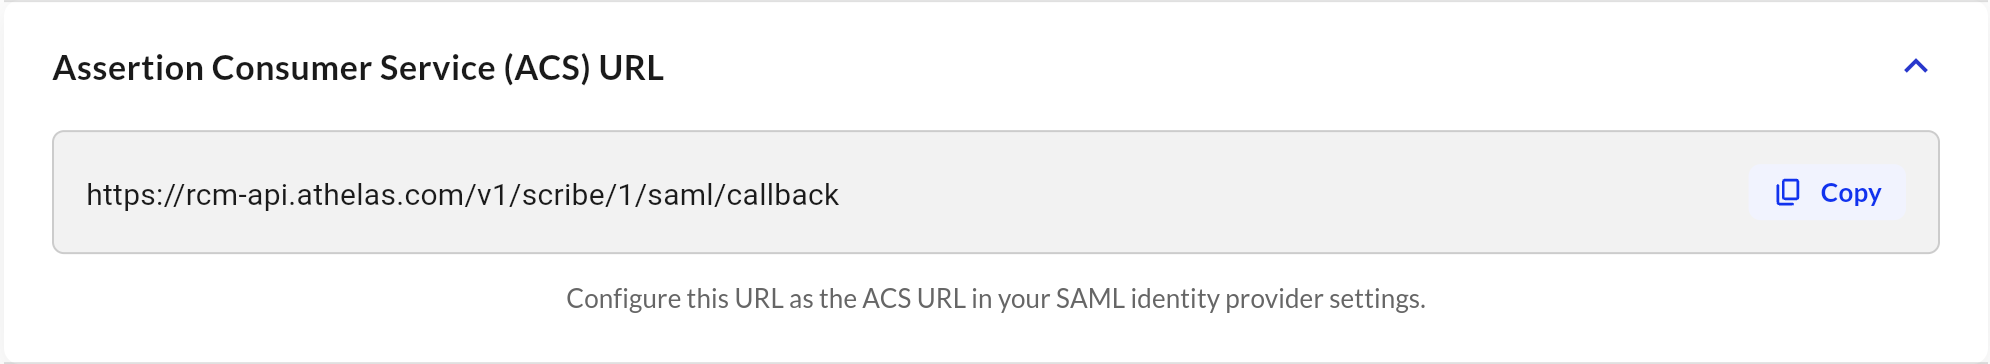 Assertion Consumer Service (ACS) URL
https://rcm-api.athelas.com/v1/scribe/1/saml/callback
Copy
Configure this URL as the ACS URL in your SAML identity provider settings.